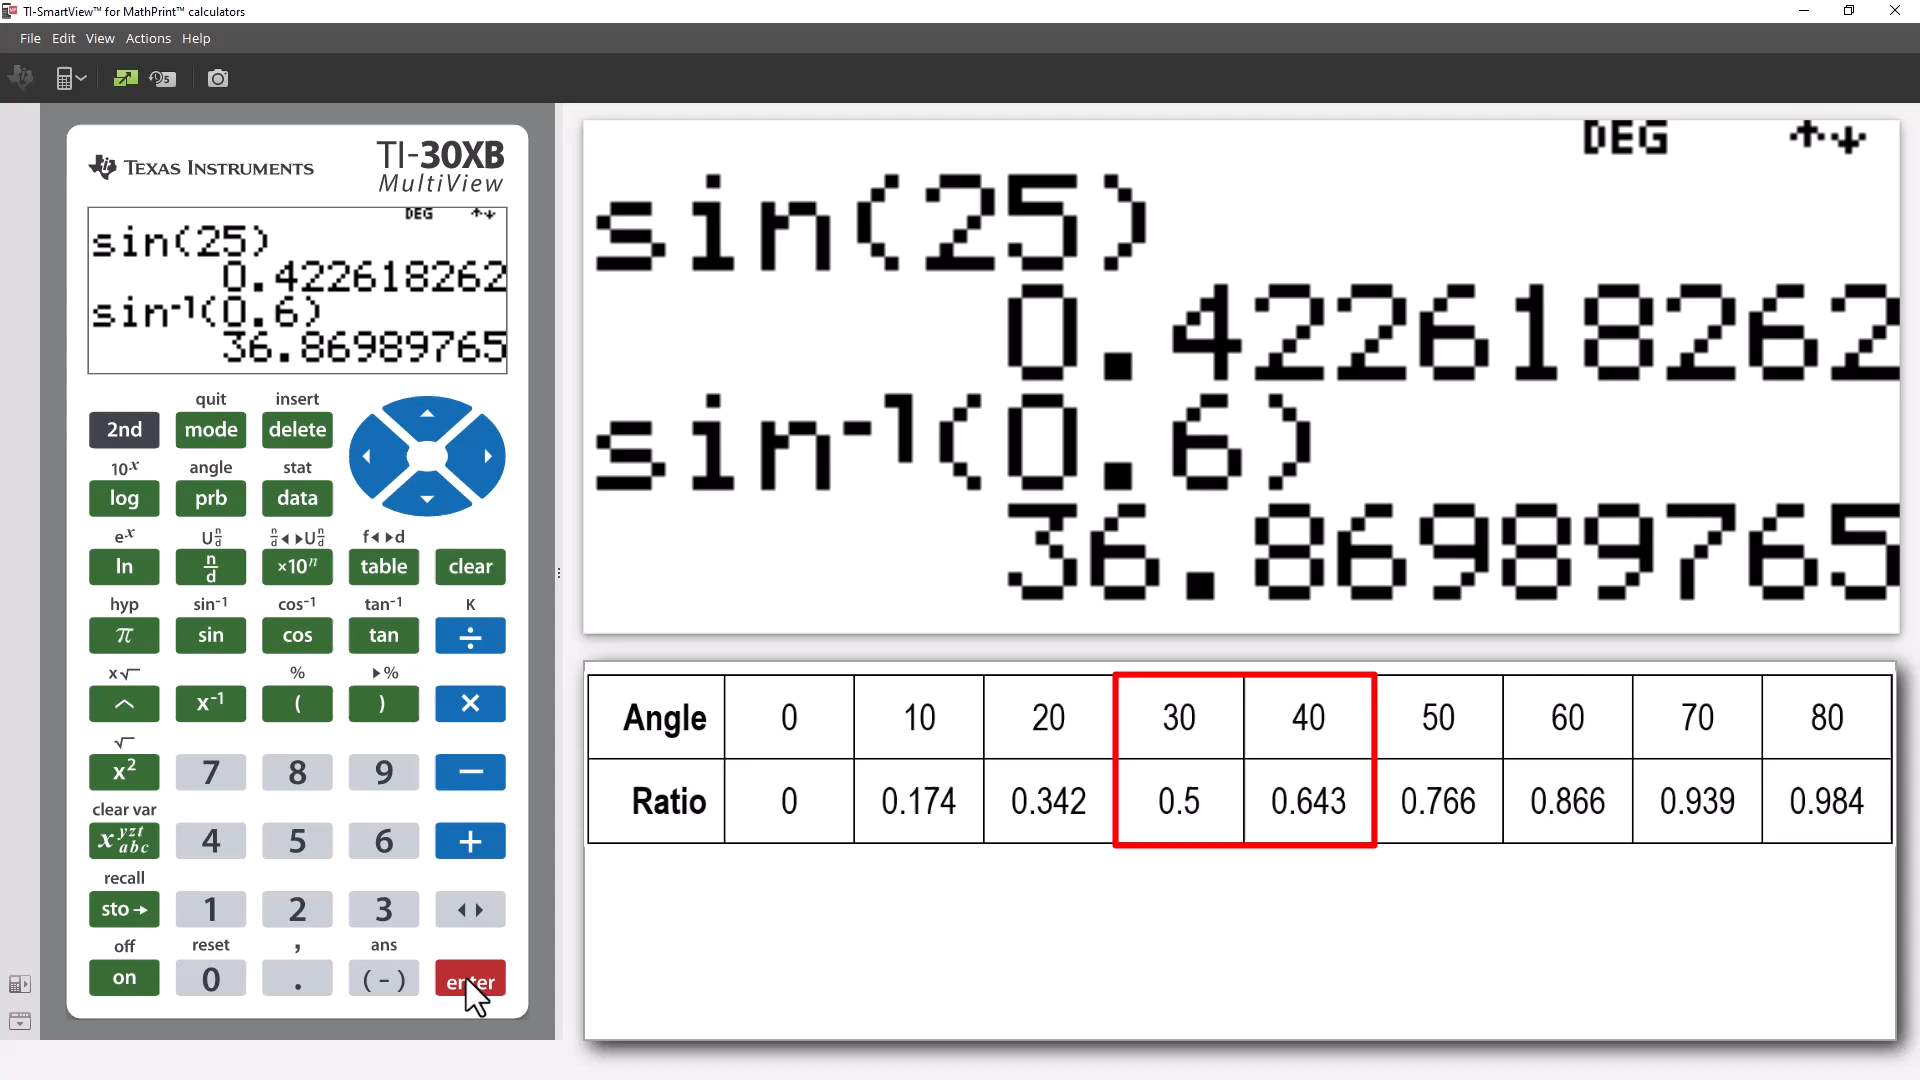 TI-SmartView™ for MathPrint™ calculators
File Edit View Actions Help
TEXAS INSTRUMENTS
TI-30XB
MultiView
DEG
sin(25)
0.422618262
sin⁻¹(0.6)
36.86989765
quit insert
2nd mode delete
10ˣ angle stat
log prb data
eˣ U n/d n/d◄►U n/d f◄►d
ln n/d ×10ⁿ table clear
hyp sin⁻¹ cos⁻¹ tan⁻¹ K
π sin cos tan ÷
x√ % ►%
^ x⁻¹ ( ) ×
√
x² 7 8 9 −
clear var
x yzt abc 4 5 6 +
recall
sto→ 1 2 3 ◄►
off reset , ans
on 0 . (-) enter
DEG
sin(25)
0.422618262
sin⁻¹(0.6)
36.86989765
Angle 0 10 20 30 40 50 60 70 80
Ratio 0 0.174 0.342 0.5 0.643 0.766 0.866 0.939 0.984